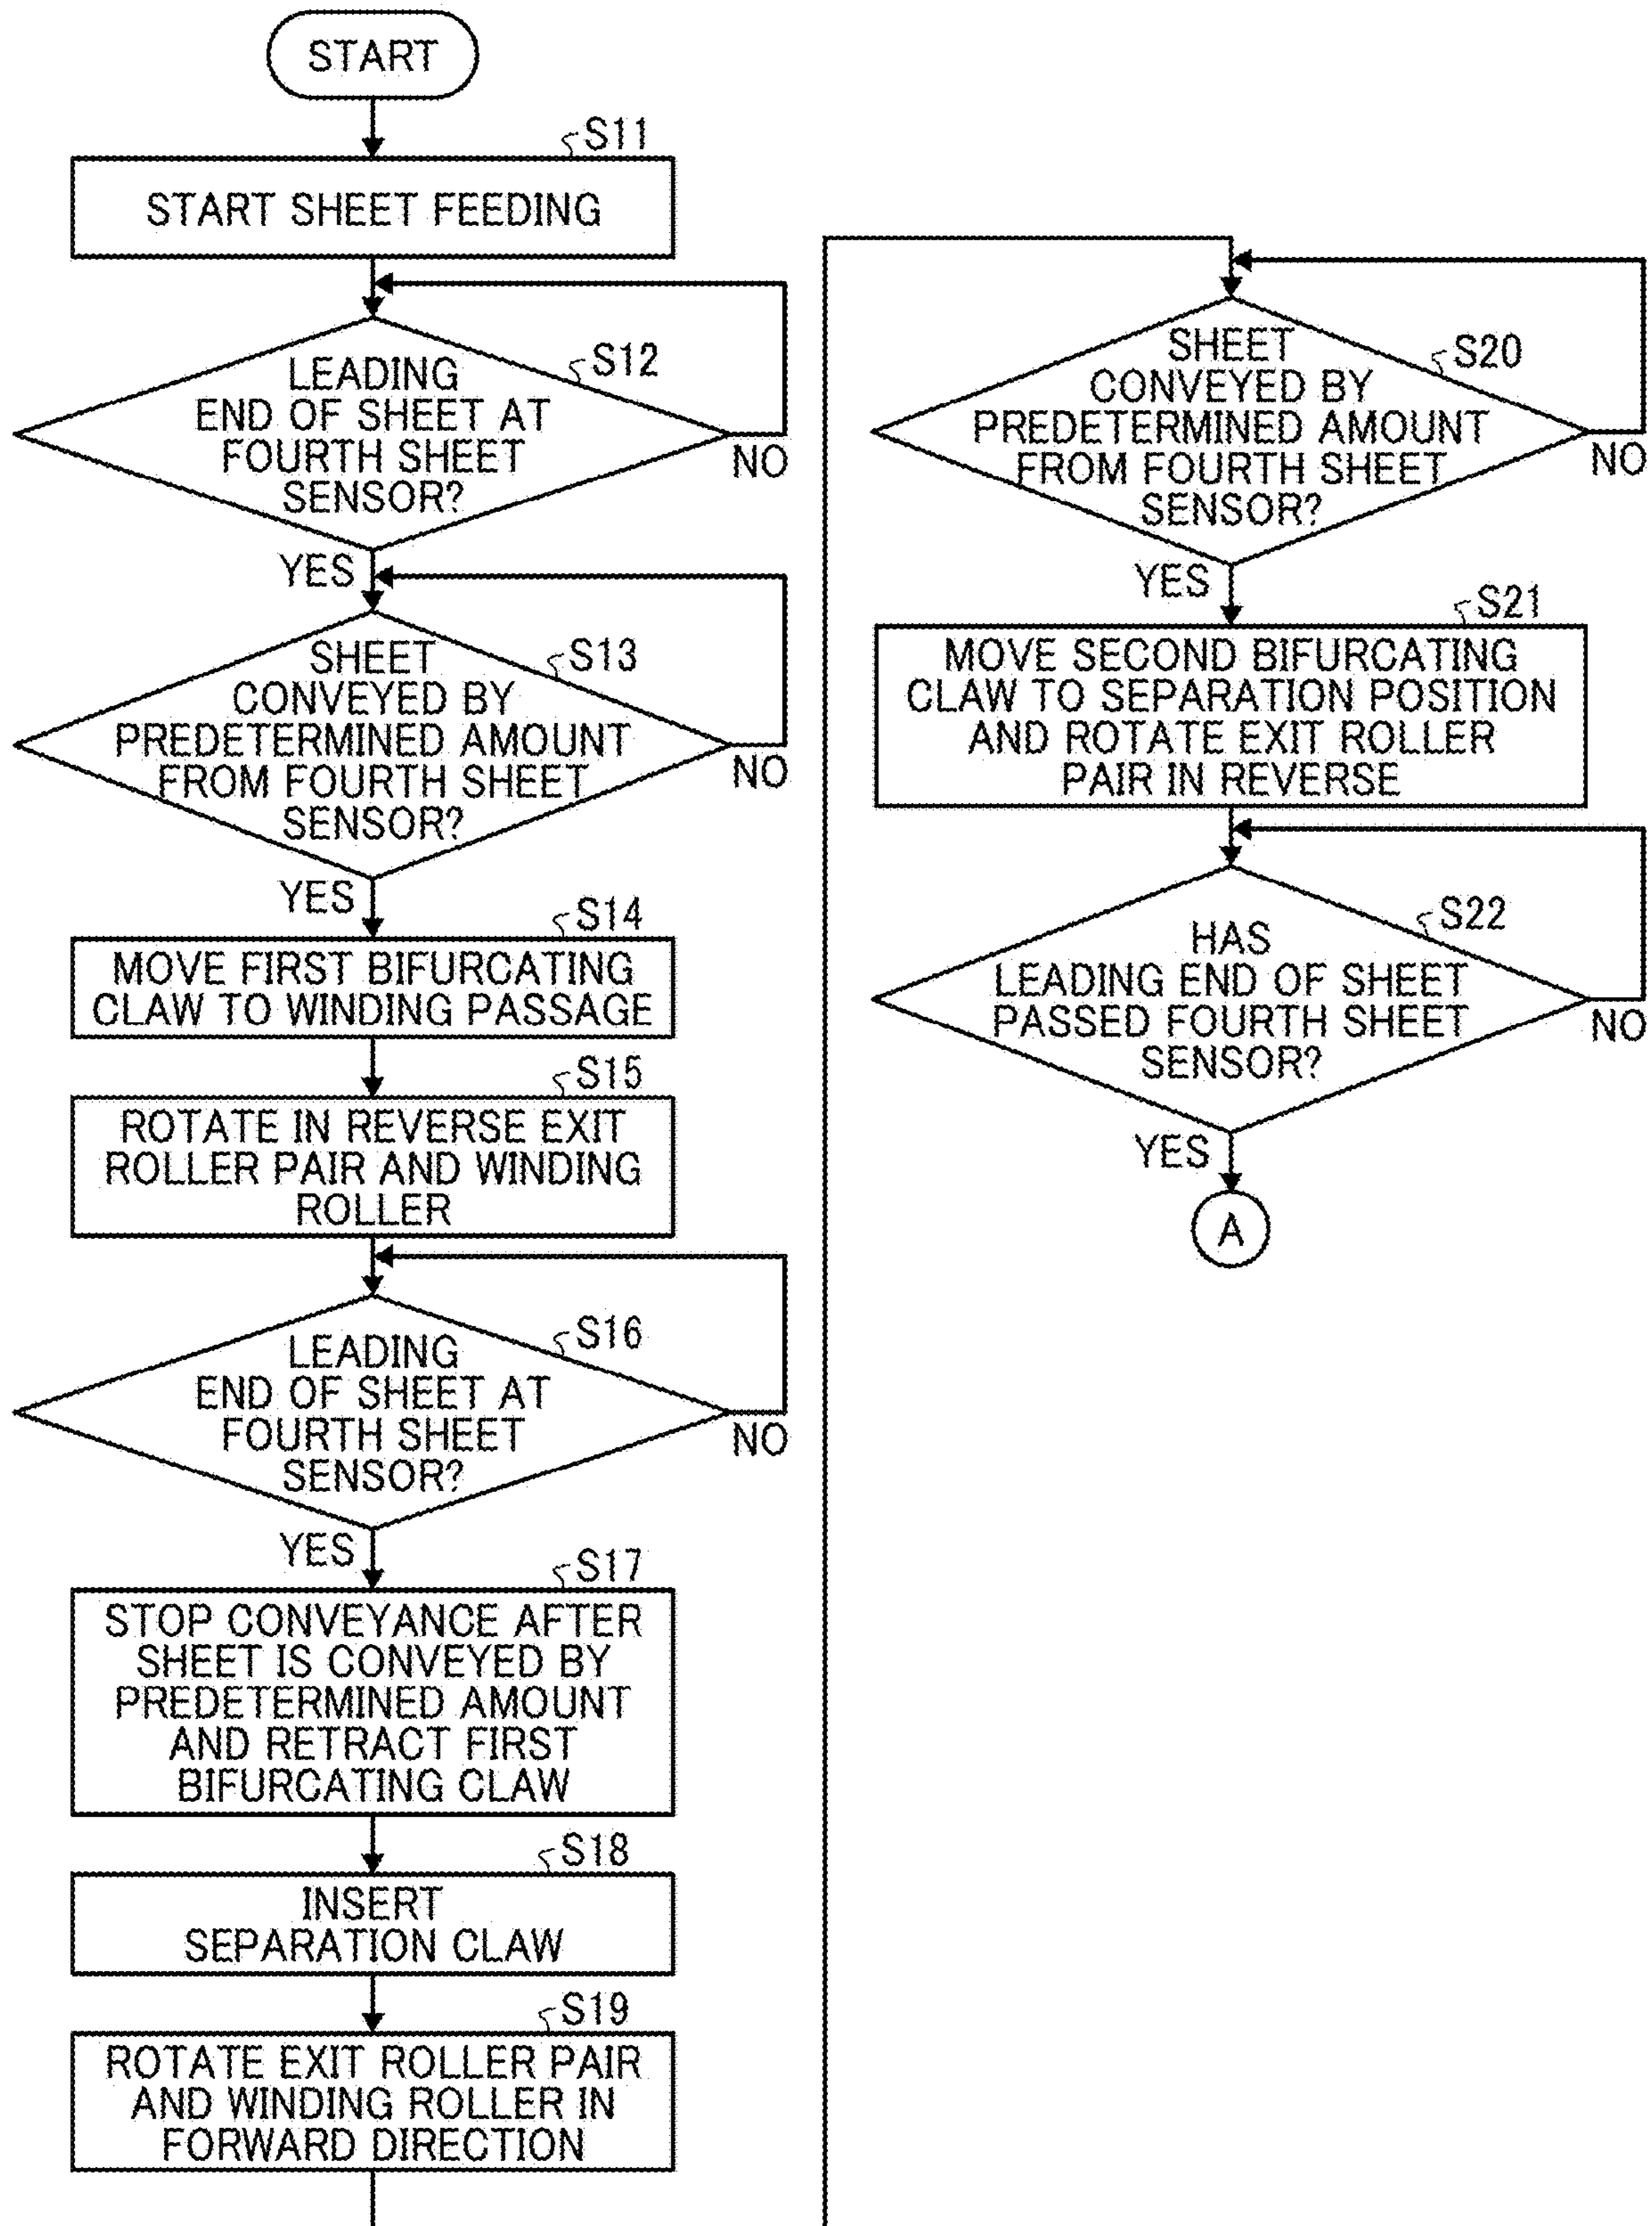 START
S11
START SHEET FEEDING
S12
LEADING
END OF SHEET AT
FOURTH SHEET
SENSOR?
NO
YES
S13
SHEET
CONVEYED BY
PREDETERMINED AMOUNT
FROM FOURTH SHEET
SENSOR?
NO
YES
S14
MOVE FIRST BIFURCATING
CLAW TO WINDING PASSAGE
S15
ROTATE IN REVERSE EXIT
ROLLER PAIR AND WINDING
ROLLER
S16
LEADING
END OF SHEET AT
FOURTH SHEET
SENSOR?
NO
YES
S17
STOP CONVEYANCE AFTER
SHEET IS CONVEYED BY
PREDETERMINED AMOUNT
AND RETRACT FIRST
BIFURCATING CLAW
S18
INSERT
SEPARATION CLAW
S19
ROTATE EXIT ROLLER PAIR
AND WINDING ROLLER IN
FORWARD DIRECTION
S20
SHEET
CONVEYED BY
PREDETERMINED AMOUNT
FROM FOURTH SHEET
SENSOR?
NO
YES
S21
MOVE SECOND BIFURCATING
CLAW TO SEPARATION POSITION
AND ROTATE EXIT ROLLER
PAIR IN REVERSE
S22
HAS
LEADING END OF SHEET
PASSED FOURTH SHEET
SENSOR?
NO
YES
A